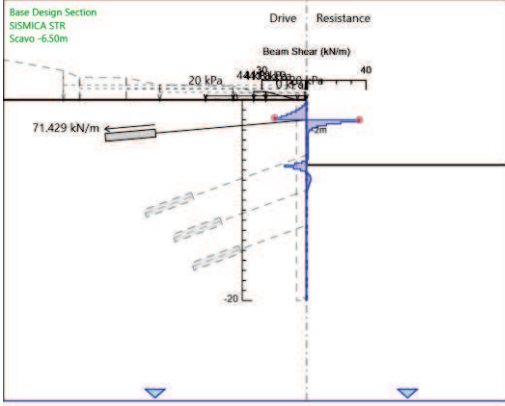 Base Design Section
SISMICA STR
Scavo -6.50m
Drive
Resistance
Beam Shear (kN/m)
40
20 kPa
71.429 kN/m
-2m
-20